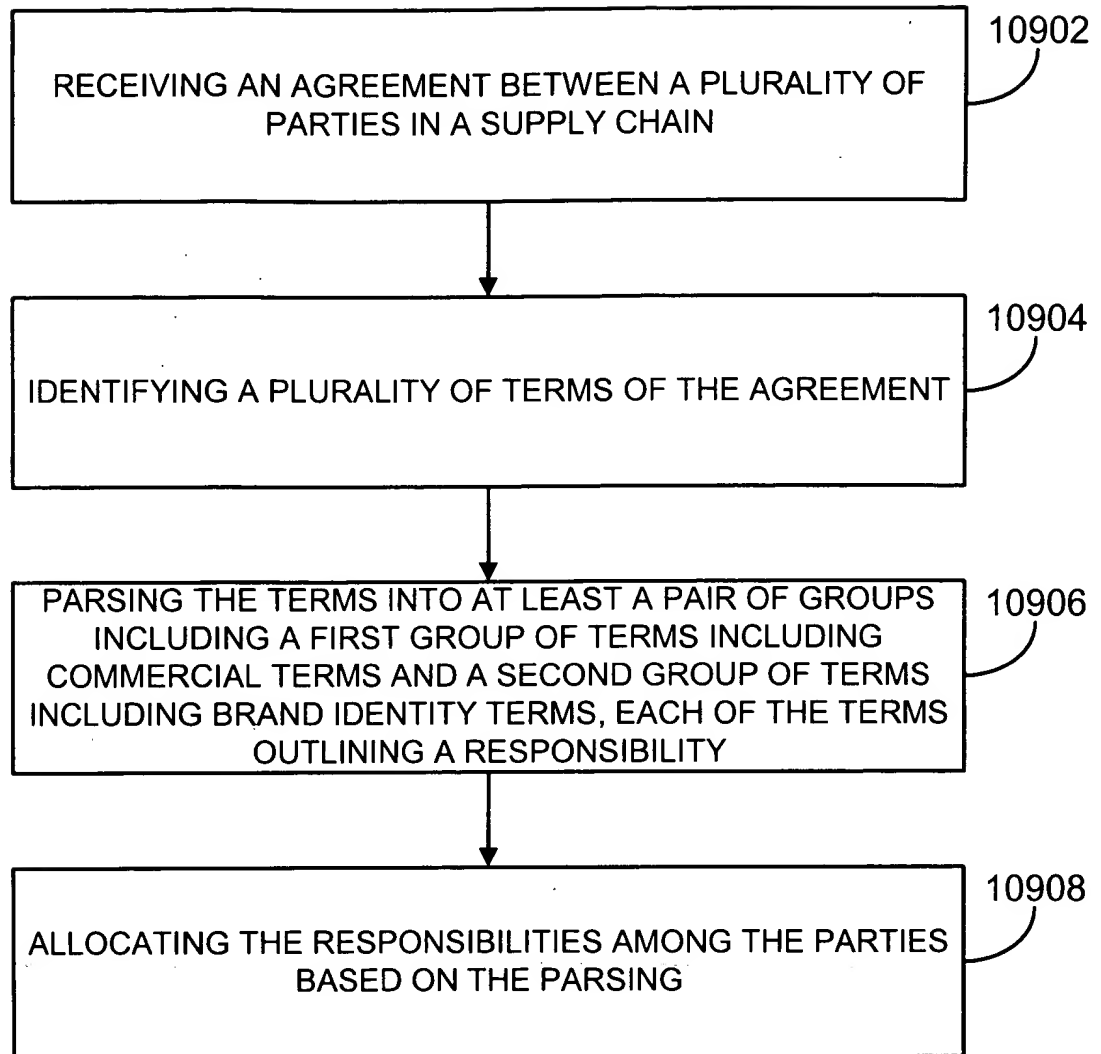 10902
RECEIVING AN AGREEMENT BETWEEN A PLURALITY OF
PARTIES IN A SUPPLY CHAIN
10904
IDENTIFYING A PLURALITY OF TERMS OF THE AGREEMENT
10906
PARSING THE TERMS INTO AT LEAST A PAIR OF GROUPS
INCLUDING A FIRST GROUP OF TERMS INCLUDING
COMMERCIAL TERMS AND A SECOND GROUP OF TERMS
INCLUDING BRAND IDENTITY TERMS, EACH OF THE TERMS
OUTLINING A RESPONSIBILITY
10908
ALLOCATING THE RESPONSIBILITIES AMONG THE PARTIES
BASED ON THE PARSING